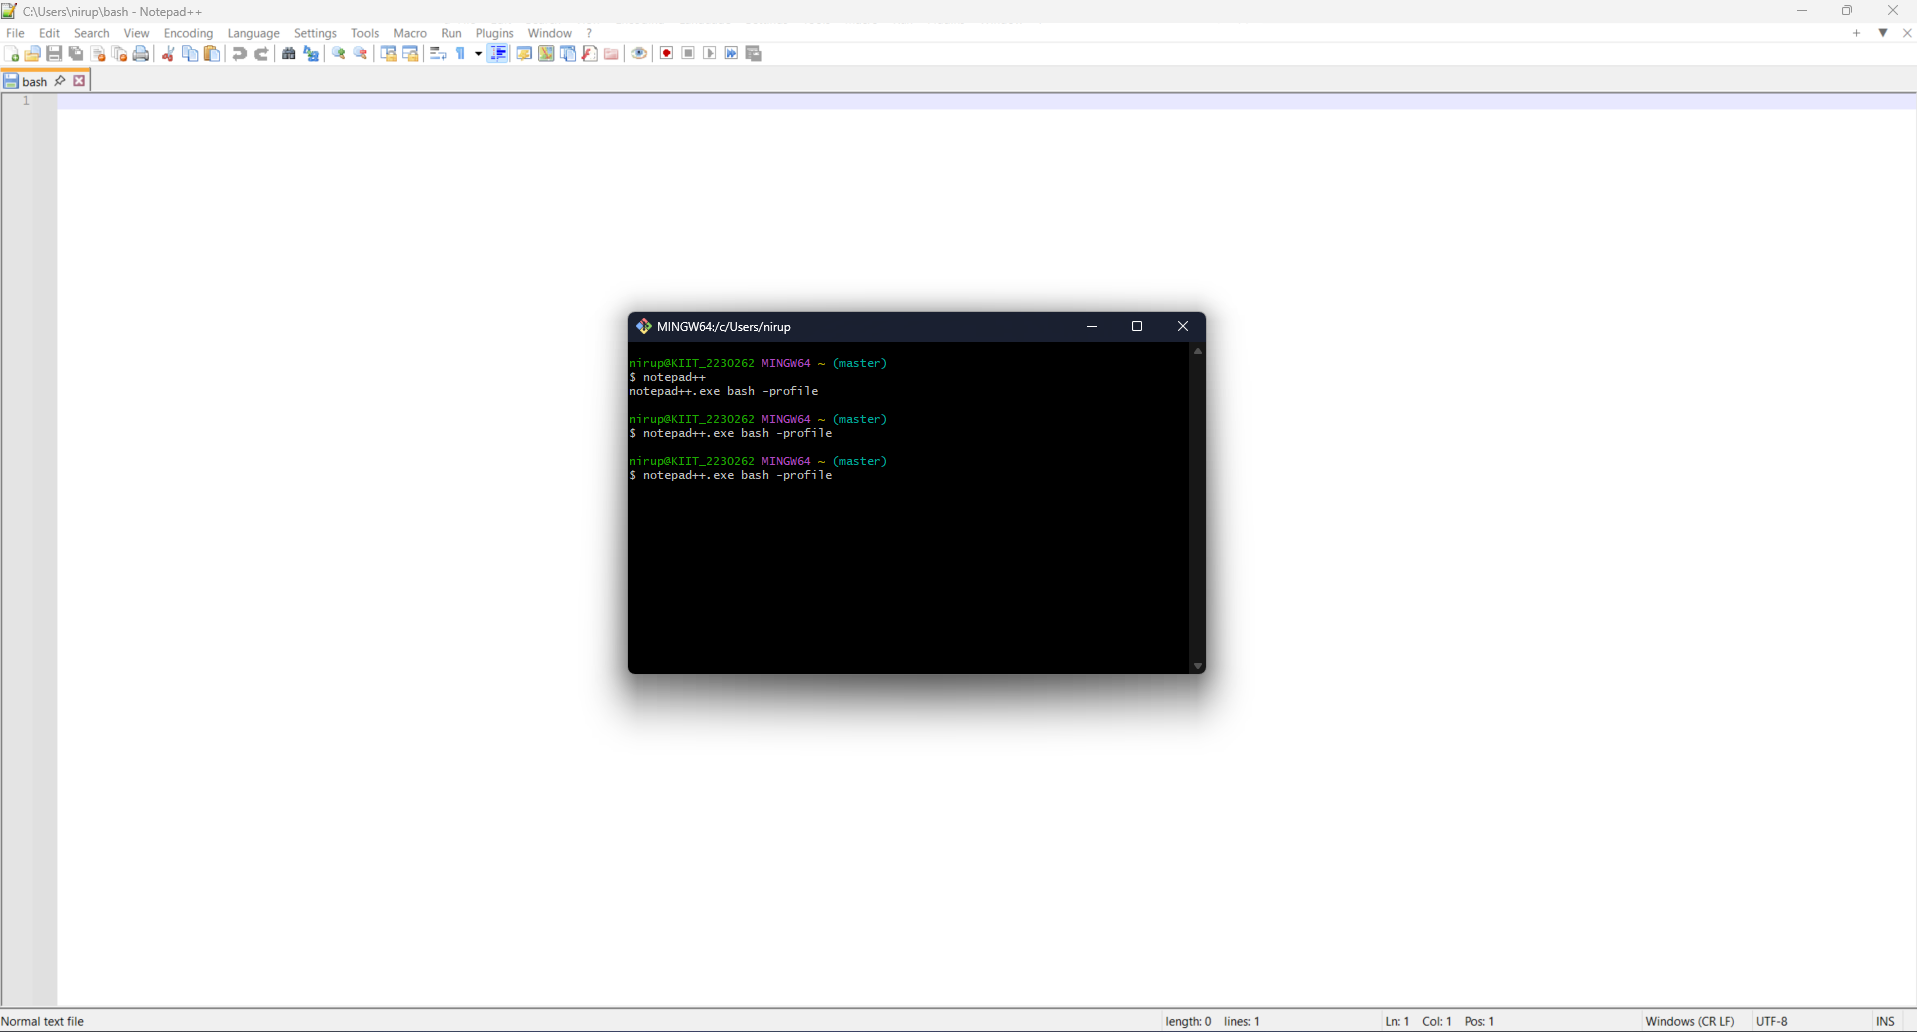 C:\Users\nirup\bash - Notepad++
File Edit Search View Encoding Language Settings Tools Macro Run Plugins Window ?
bash
1
MINGW64:/c/Users/nirup
nirup@KIIT_2230262 MINGW64 ~ (master)
$ notepad++
notepad++.exe bash -profile
nirup@KIIT_2230262 MINGW64 ~ (master)
$ notepad++.exe bash -profile
nirup@KIIT_2230262 MINGW64 ~ (master)
$ notepad++.exe bash -profile
Normal text file length: 0 lines: 1 Ln: 1 Col: 1 Pos: 1 Windows (CR LF) UTF-8 INS